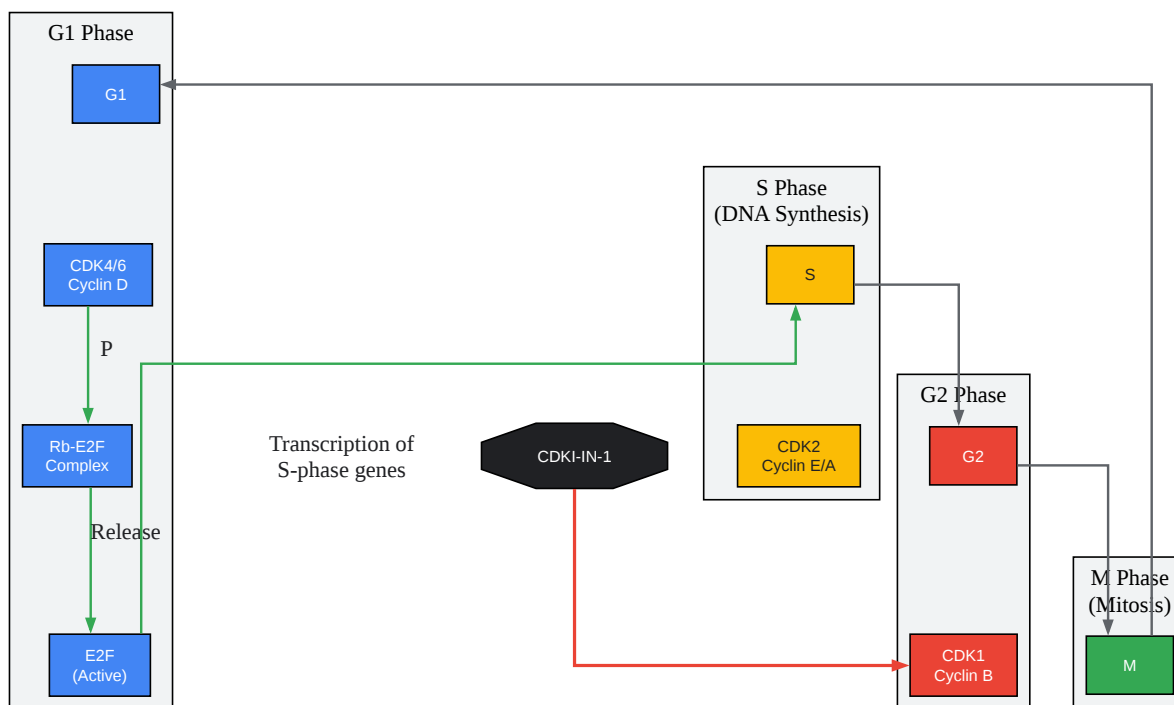 G1 Phase
G1
CDK4/6
Cyclin D
P
Rb-E2F
Complex
Release
E2F
(Active)
Transcription of
S-phase genes
CDKI-IN-1
S Phase
(DNA Synthesis)
S
CDK2
Cyclin E/A
G2 Phase
G2
CDK1
Cyclin B
M Phase
(Mitosis)
M